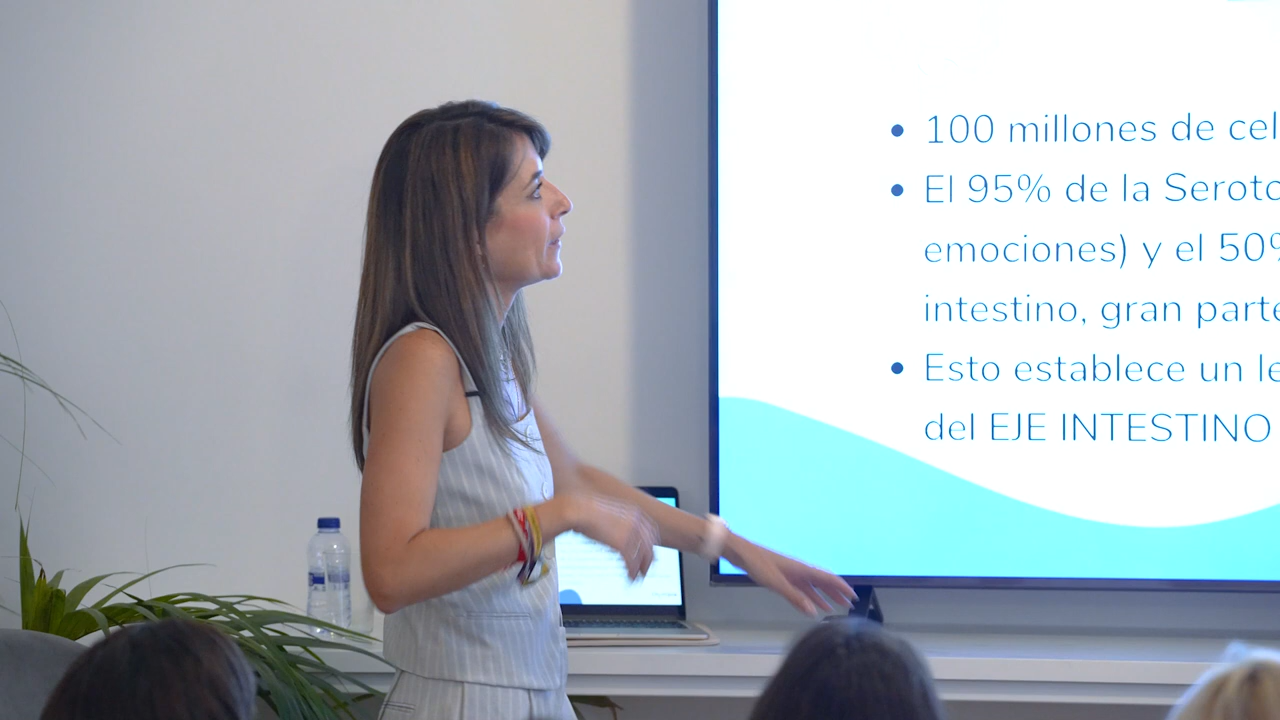 100 millones de cel
El 95% de la Seroto
emociones) y el 50%
intestino, gran parte
Esto establece un le
del EJE INTESTINO